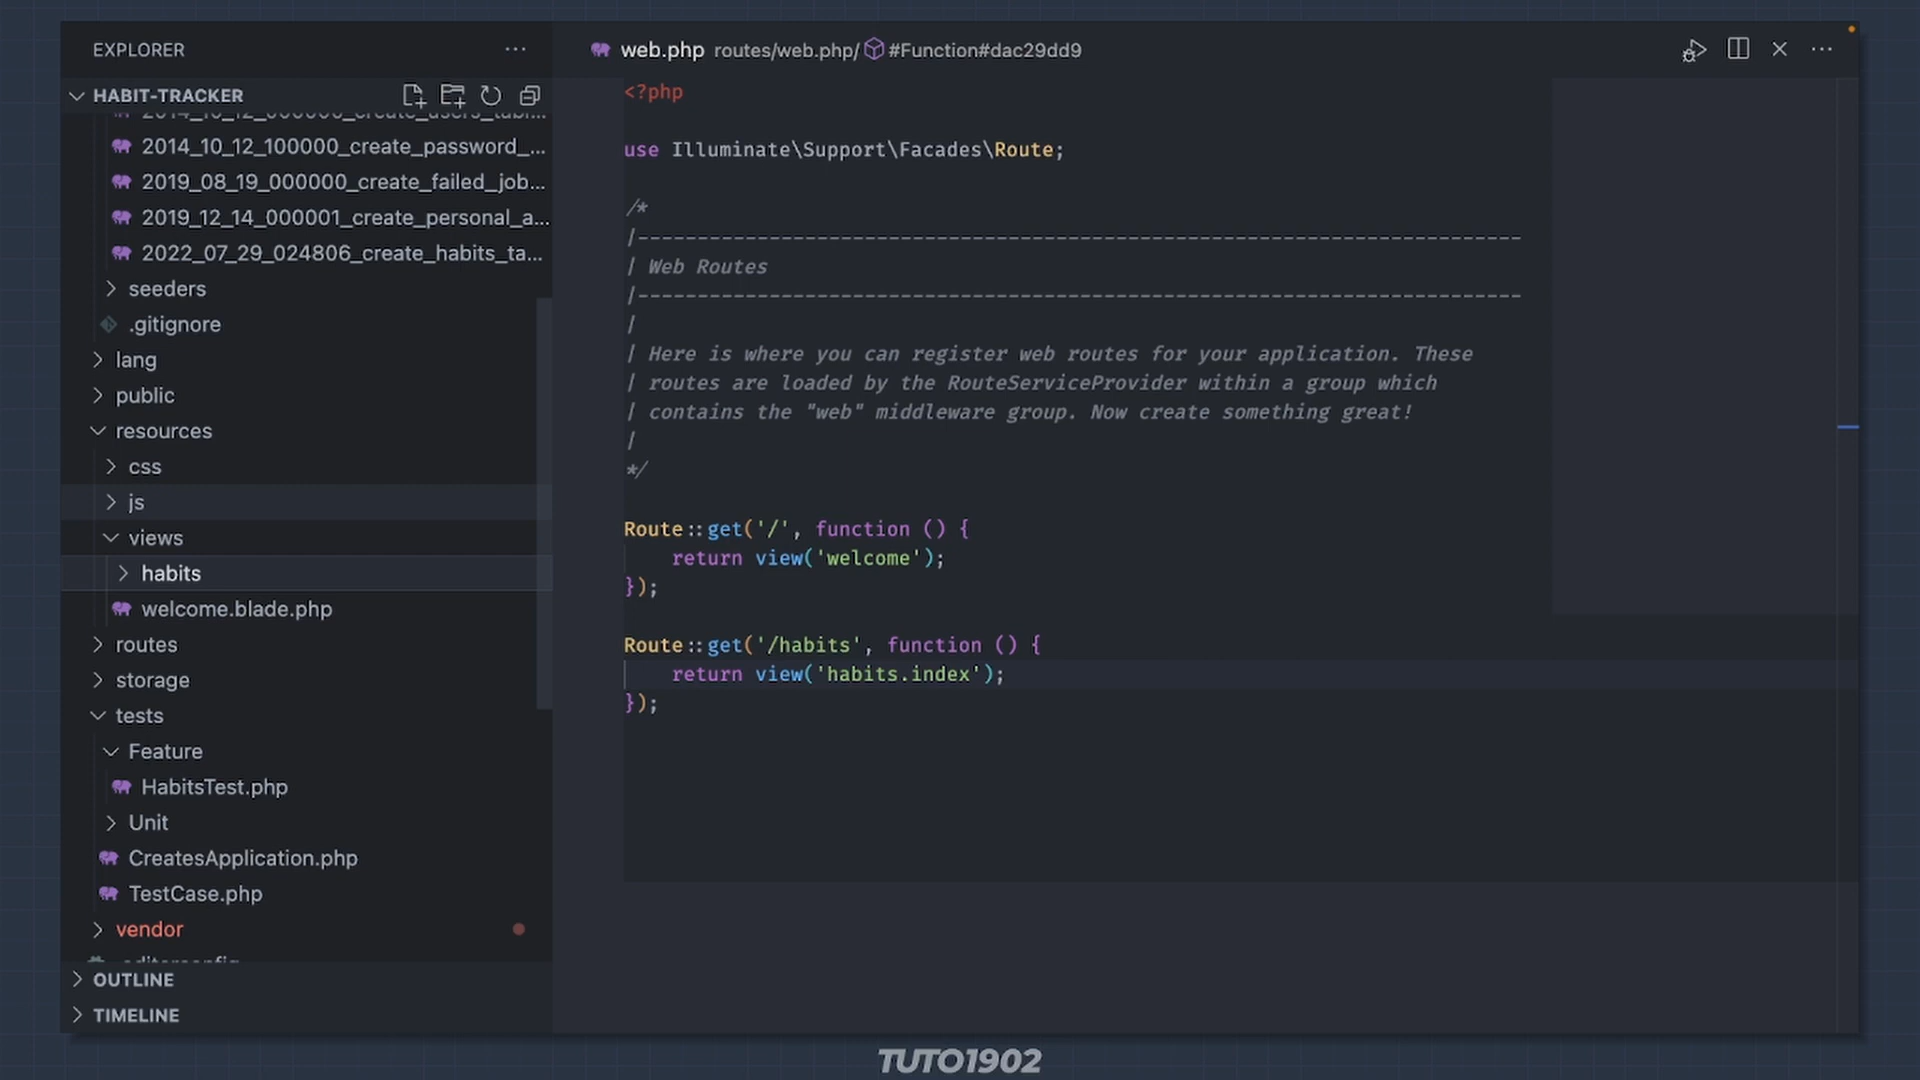 EXPLORER
HABIT-TRACKER
2014_10_12_000000_create_users_tabl...
2014_10_12_100000_create_password_...
2019_08_19_000000_create_failed_job...
2019_12_14_000001_create_personal_a...
2022_07_29_024806_create_habits_ta...
seeders
.gitignore
lang
public
resources
css
js
views
habits
welcome.blade.php
routes
storage
tests
Feature
HabitsTest.php
Unit
CreatesApplication.php
TestCase.php
vendor
.editorconfig
OUTLINE
TIMELINE
web.php routes/web.php/ #Function#dac29dd9
<?php
use Illuminate\Support\Facades\Route;
/*
|--------------------------------------------------------------------------
| Web Routes
|--------------------------------------------------------------------------
|
| Here is where you can register web routes for your application. These
| routes are loaded by the RouteServiceProvider within a group which
| contains the "web" middleware group. Now create something great!
|
*/
Route::get('/', function () {
    return view('welcome');
});
Route::get('/habits', function () {
    return view('habits.index');
});
TUTO1902